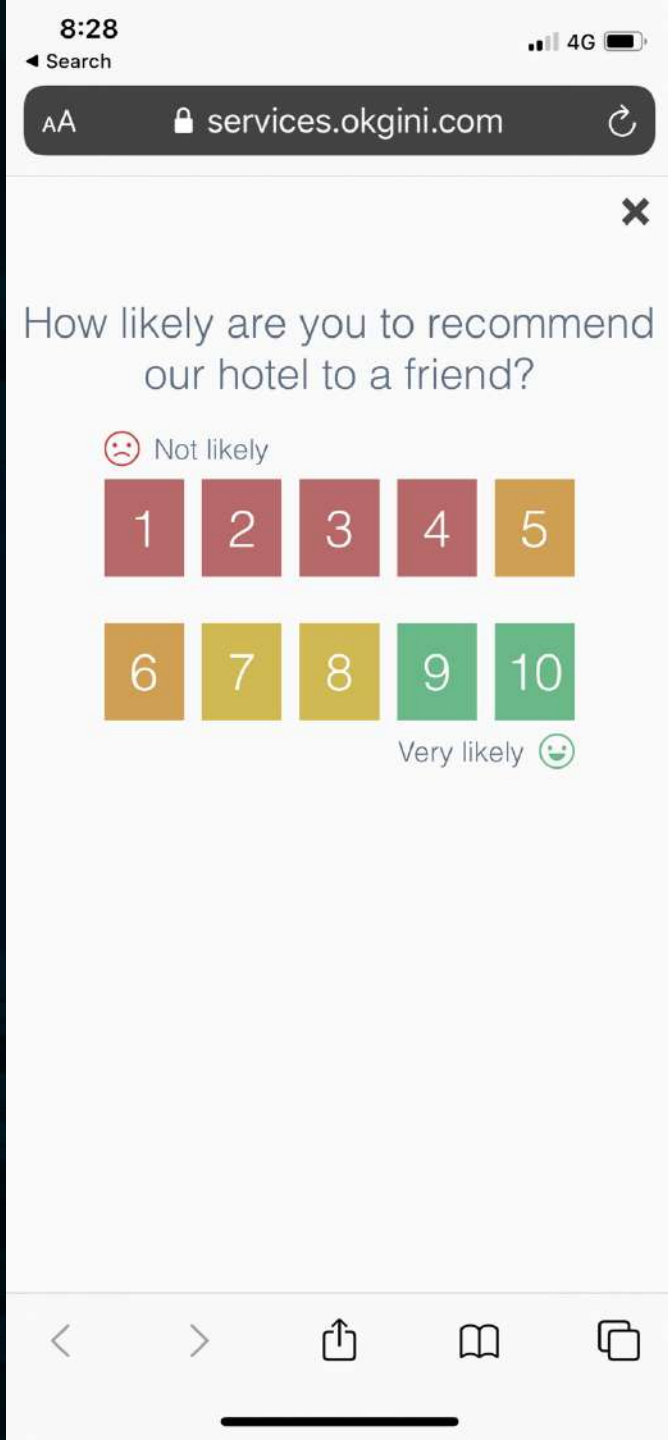 8:28
◀ Search
4G
AA services.okgini.com
How likely are you to recommend
our hotel to a friend?
Not likely
1 2 3 4 5
6 7 8 9 10
Very likely